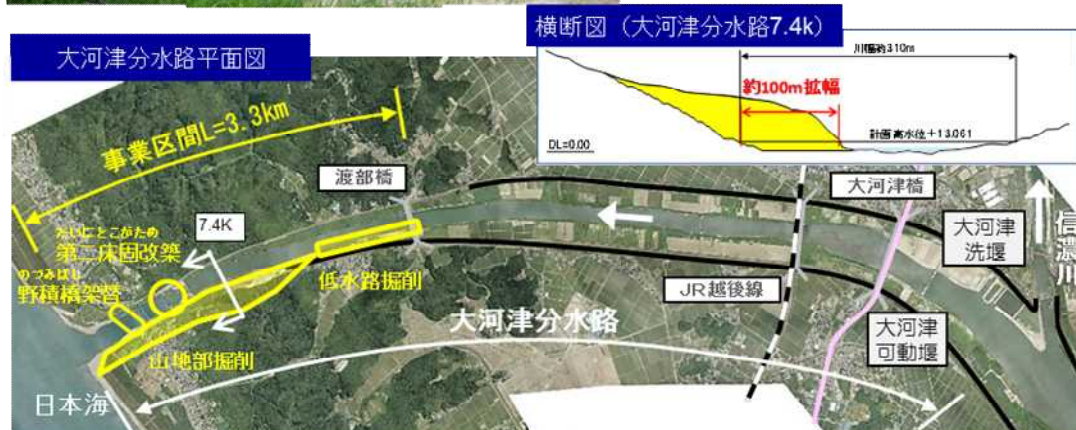 大河津分水路平面図
横断図（大河津分水路7.4k）
川幅約310m
約100m拡幅
計画高水位+13.061
DL=0.00
事業区間L=3.3km
渡部橋
大河津橋
大河津
洗堰
信濃川
7.4K
だいにとこがため
第二床固改築
のづみばし
野積橋架替
低水路掘削
JR越後線
大河津分水路
大河津
可動堰
山地部掘削
日本海